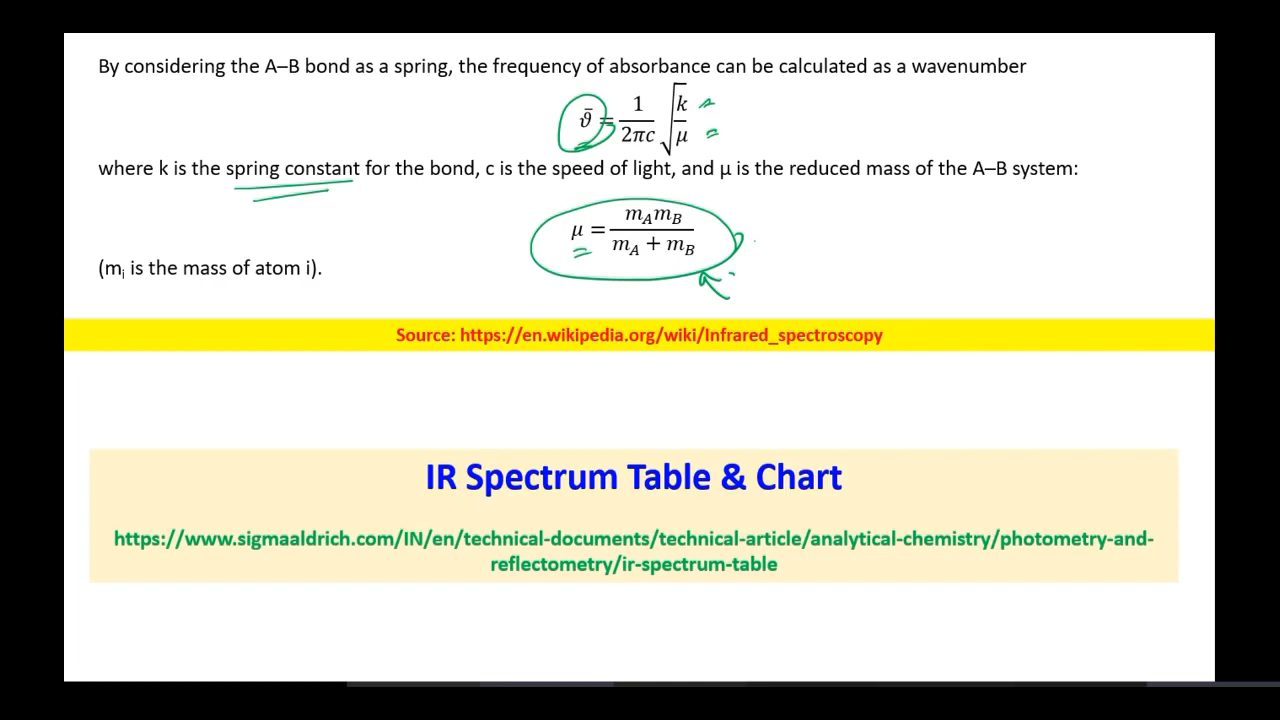 By considering the A–B bond as a spring, the frequency of absorbance can be calculated as a wavenumber
ϑ̄ = 1/2πc √k/μ
where k is the spring constant for the bond, c is the speed of light, and μ is the reduced mass of the A–B system:
μ = m_A m_B / m_A + m_B
(mᵢ is the mass of atom i).
Source: https://en.wikipedia.org/wiki/Infrared_spectroscopy
IR Spectrum Table & Chart
https://www.sigmaaldrich.com/IN/en/technical-documents/technical-article/analytical-chemistry/photometry-and-
reflectometry/ir-spectrum-table